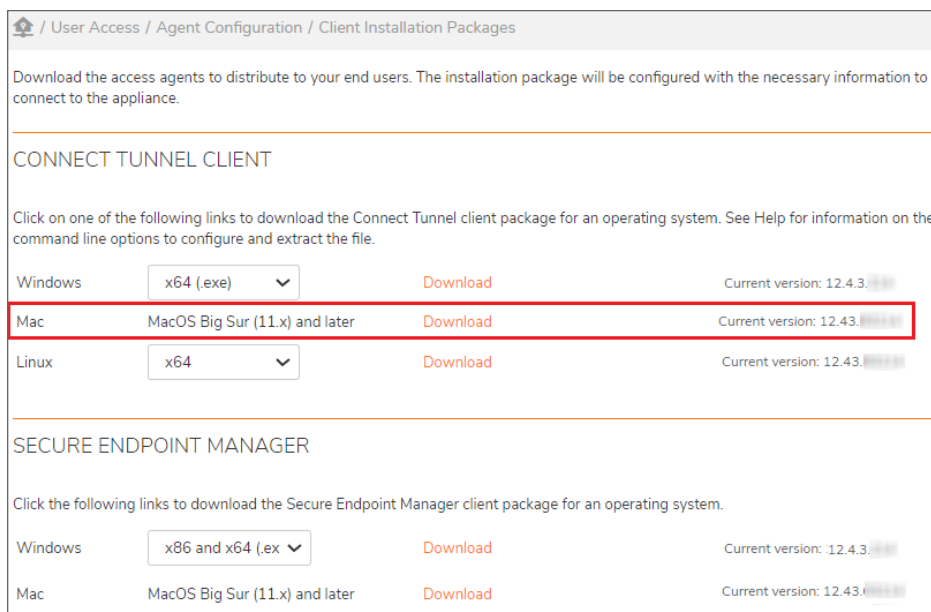 / User Access / Agent Configuration / Client Installation Packages
Download the access agents to distribute to your end users. The installation package will be configured with the necessary information to
connect to the appliance.
CONNECT TUNNEL CLIENT
Click on one of the following links to download the Connect Tunnel client package for an operating system. See Help for information on the
command line options to configure and extract the file.
Windows x64 (.exe) Download Current version: 12.4.3.
Mac MacOS Big Sur (11.x) and later Download Current version: 12.43.
Linux x64 Download Current version: 12.43.
SECURE ENDPOINT MANAGER
Click the following links to download the Secure Endpoint Manager client package for an operating system.
Windows x86 and x64 (.ex Download Current version: 12.4.3.
Mac MacOS Big Sur (11.x) and later Download Current version: 12.43.